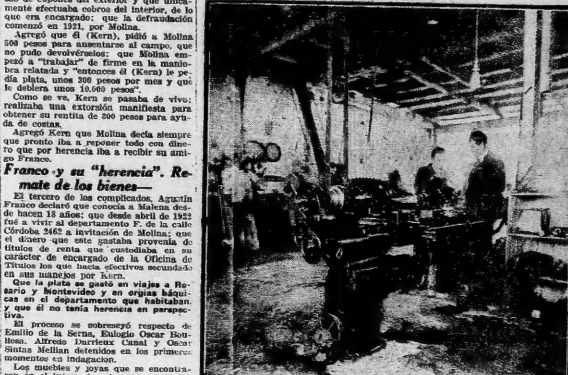 mente efectuaba cobros del interior, de lo
que era encargado; que la defraudación
comenzó en 1921, por Molina.
Agregó que él (Kern), pidió a Molina
500 pesos para ausentarse al campo, que
no pudo devolvérselos; que Molina em-
pezó a "trabajar" de firme en la manio-
bra relatada y "entonces él (Kern) le pe-
día plata, unos 300 pesos por mes y que
le debiera unos 10.000 pesos".
Como se ve, Kern se pasaba de vivo;
realizaba una extorsión manifiesta para
obtener su rentita de 300 pesos para ayu-
da de costas.
Agregó Kern que Molina decía siempre
que pronto iba a reponer todo con dine-
ro que por herencia iba a recibir su ami-
go Franco.
Franco y su "herencia". Re-
mate de los bienes—
El tercero de los complicados, Agustín
Franco declaró que conocía a Malena des-
de hacen 18 años; que desde abril de 1922
fué a vivir al departamento F. de la calle
Córdoba 2462 a invitación de Molina; que
el dinero que este gastaba provenía de
títulos de renta que custodiaba en su
carácter de encargado de la Oficina de
Títulos los que hacía efectivos secundado
en sus manejos por Kern.
Que la plata se gastó en viajes a Ro-
sario y Montevideo y en orgías báqui-
cas en el departamento que habitaban,
y que él no tenía herencia en perspec-
tiva.
El proceso se sobreseyó respecto de
Emilio de la Serna, Eulogio Oscar Bou-
llosa, Alfredo Darrieux Canal y Oscar
Sintas Mellian detenidos en los primeros
momentos en indagación.
Los muebles y joyas que se encontra-